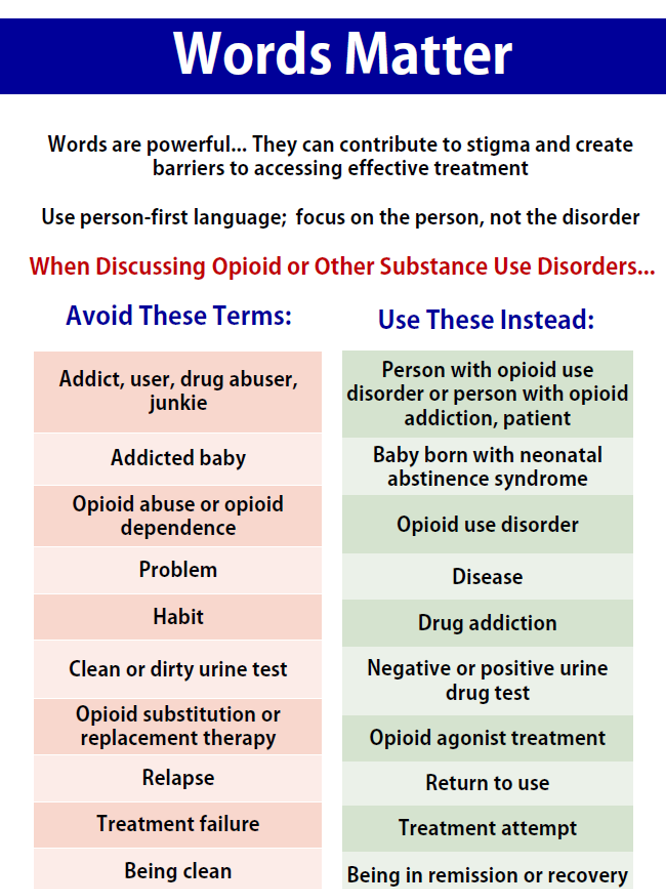 Words Matter
Words are powerful... They can contribute to stigma and create
barriers to accessing effective treatment
Use person-first language;  focus on the person, not the disorder
When Discussing Opioid or Other Substance Use Disorders...
Avoid These Terms:
Use These Instead:
Addict, user, drug abuser,
junkie
Person with opioid use
disorder or person with opioid
addiction, patient
Addicted baby
Baby born with neonatal
abstinence syndrome
Opioid abuse or opioid
dependence
Opioid use disorder
Problem
Disease
Habit
Drug addiction
Clean or dirty urine test
Negative or positive urine
drug test
Opioid substitution or
replacement therapy
Opioid agonist treatment
Relapse
Return to use
Treatment failure
Treatment attempt
Being clean
Being in remission or recovery